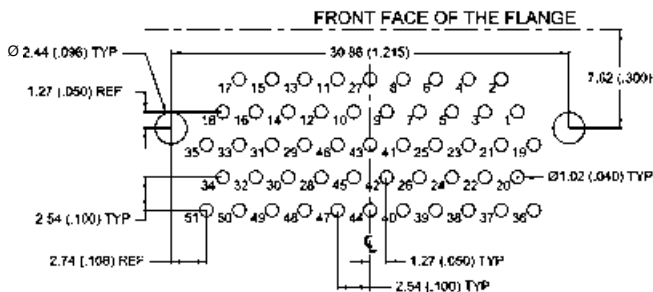 FRONT FACE OF THE FLANGE
Ø 2.44 (.096) TYP
30.86 (1.215)
7.62 (.300)
1.27 (.050) REF
17 15 13 11 27 8 6 4 2
18 16 14 12 10 9 7 5 3 1
35 33 31 29 46 43 41 25 23 21 19
34 32 30 28 45 42 26 24 22 20
Ø1.02 (.040) TYP
2.54 (.100) TYP
51 50 49 48 47 44 40 39 38 37 36
2.74 (.108) REF
1.27 (.050) TYP
2.54 (.100) TYP